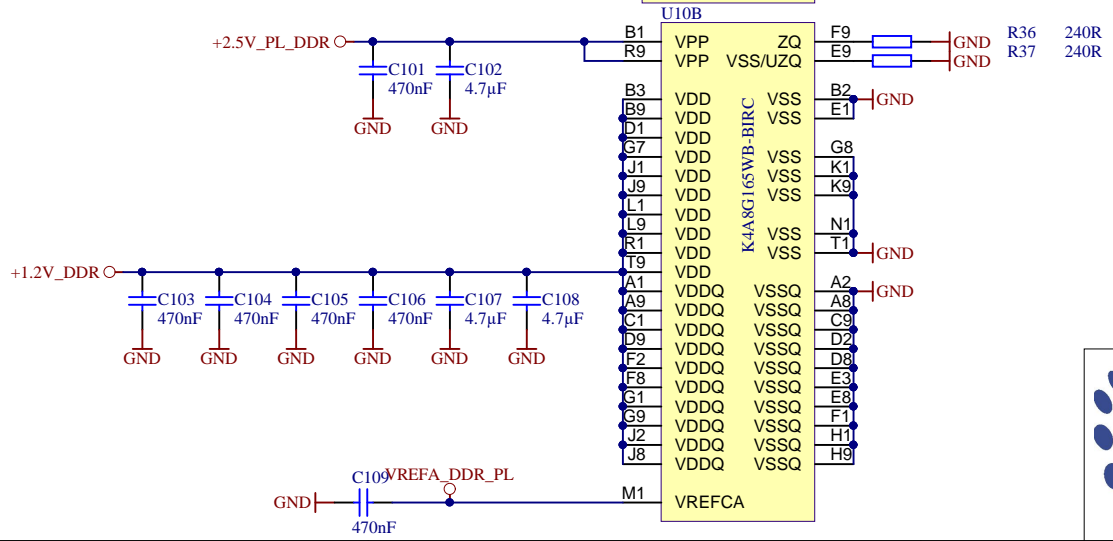 U10B
+2.5V_PL_DDR
B1 VPP ZQ F9 GND R36 240R
R9 VPP VSS/UZQ E9 GND R37 240R
C101 470nF GND
C102 4.7µF GND
B3 VDD VSS B2 GND
B9 VDD VSS E1
D1 VDD
G7 VDD VSS G8
J1 VDD VSS K1
J9 VDD VSS K9
L1 VDD
L9 VDD VSS N1
R1 VDD VSS T1 GND
T9 VDD
K4A8G165WB-BIRC
+1.2V_DDR
A1 VDDQ VSSQ A2 GND
A9 VDDQ VSSQ A8
C1 VDDQ VSSQ C9
D9 VDDQ VSSQ D2
F2 VDDQ VSSQ D8
F8 VDDQ VSSQ E3
G1 VDDQ VSSQ E8
G9 VDDQ VSSQ F1
J2 VDDQ VSSQ H1
J8 VDDQ VSSQ H9
C103 470nF GND
C104 470nF GND
C105 470nF GND
C106 470nF GND
C107 4.7µF GND
C108 4.7µF GND
C109 VREFA_DDR_PL
GND M1 VREFCA
470nF